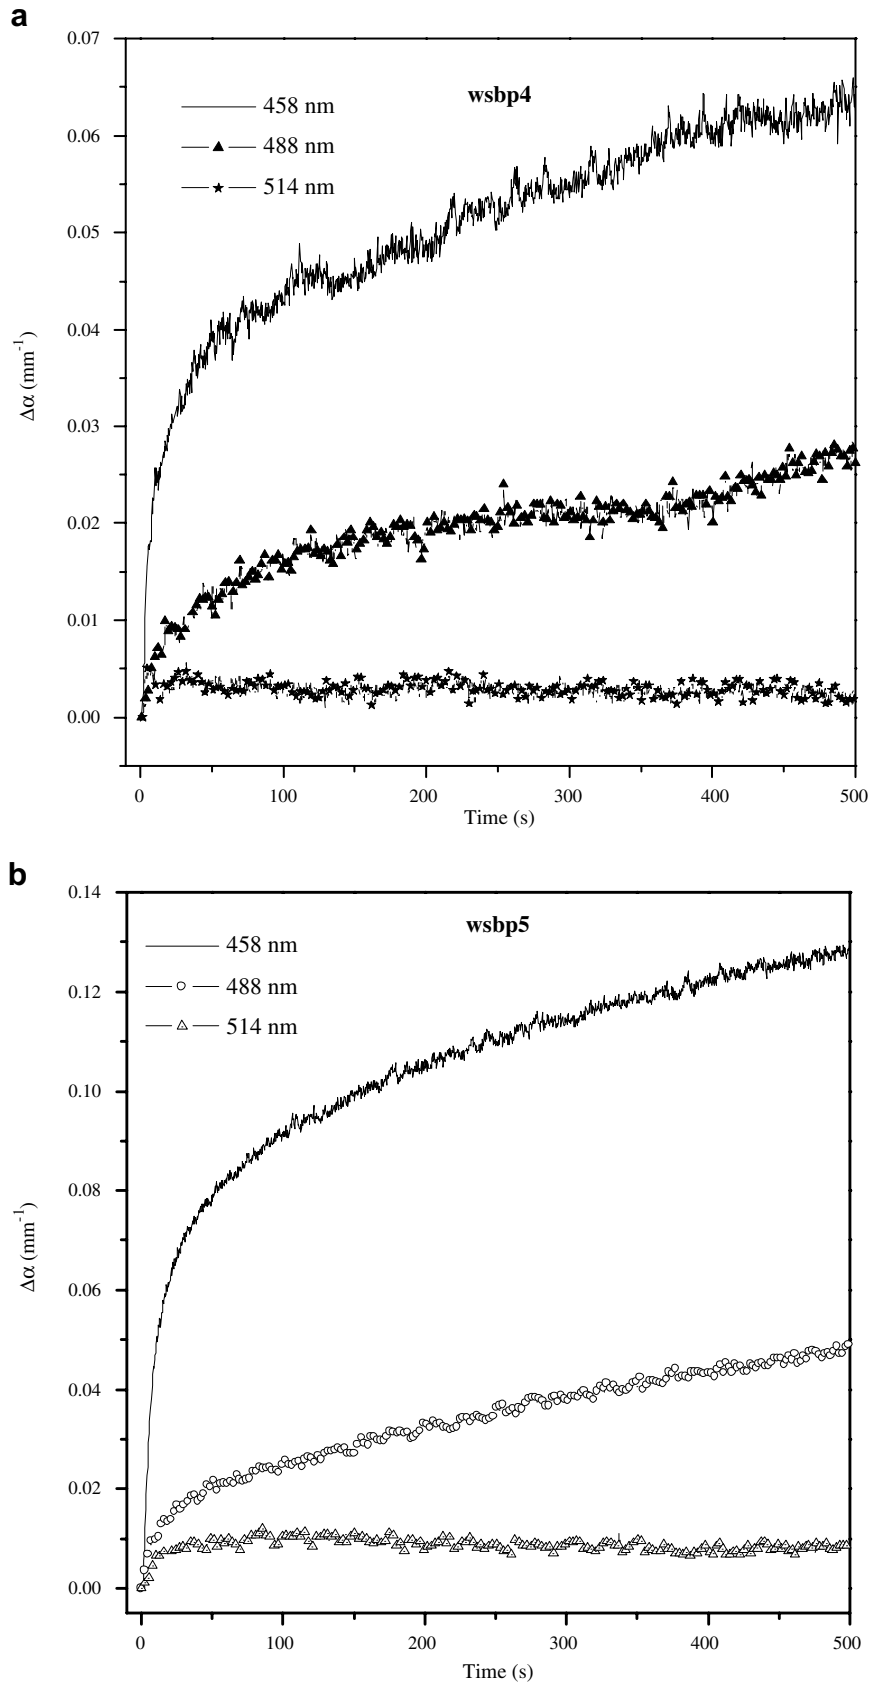 a
0.07
wsbp4
458 nm
0.06
488 nm
514 nm
0.05
0.04
Δα (mm⁻¹)
0.03
0.02
0.01
0.00
0 100 200 300 400 500
Time (s)
b
0.14
wsbp5
458 nm
0.12
488 nm
514 nm
0.10
0.08
Δα (mm⁻¹)
0.06
0.04
0.02
0.00
0 100 200 300 400 500
Time (s)